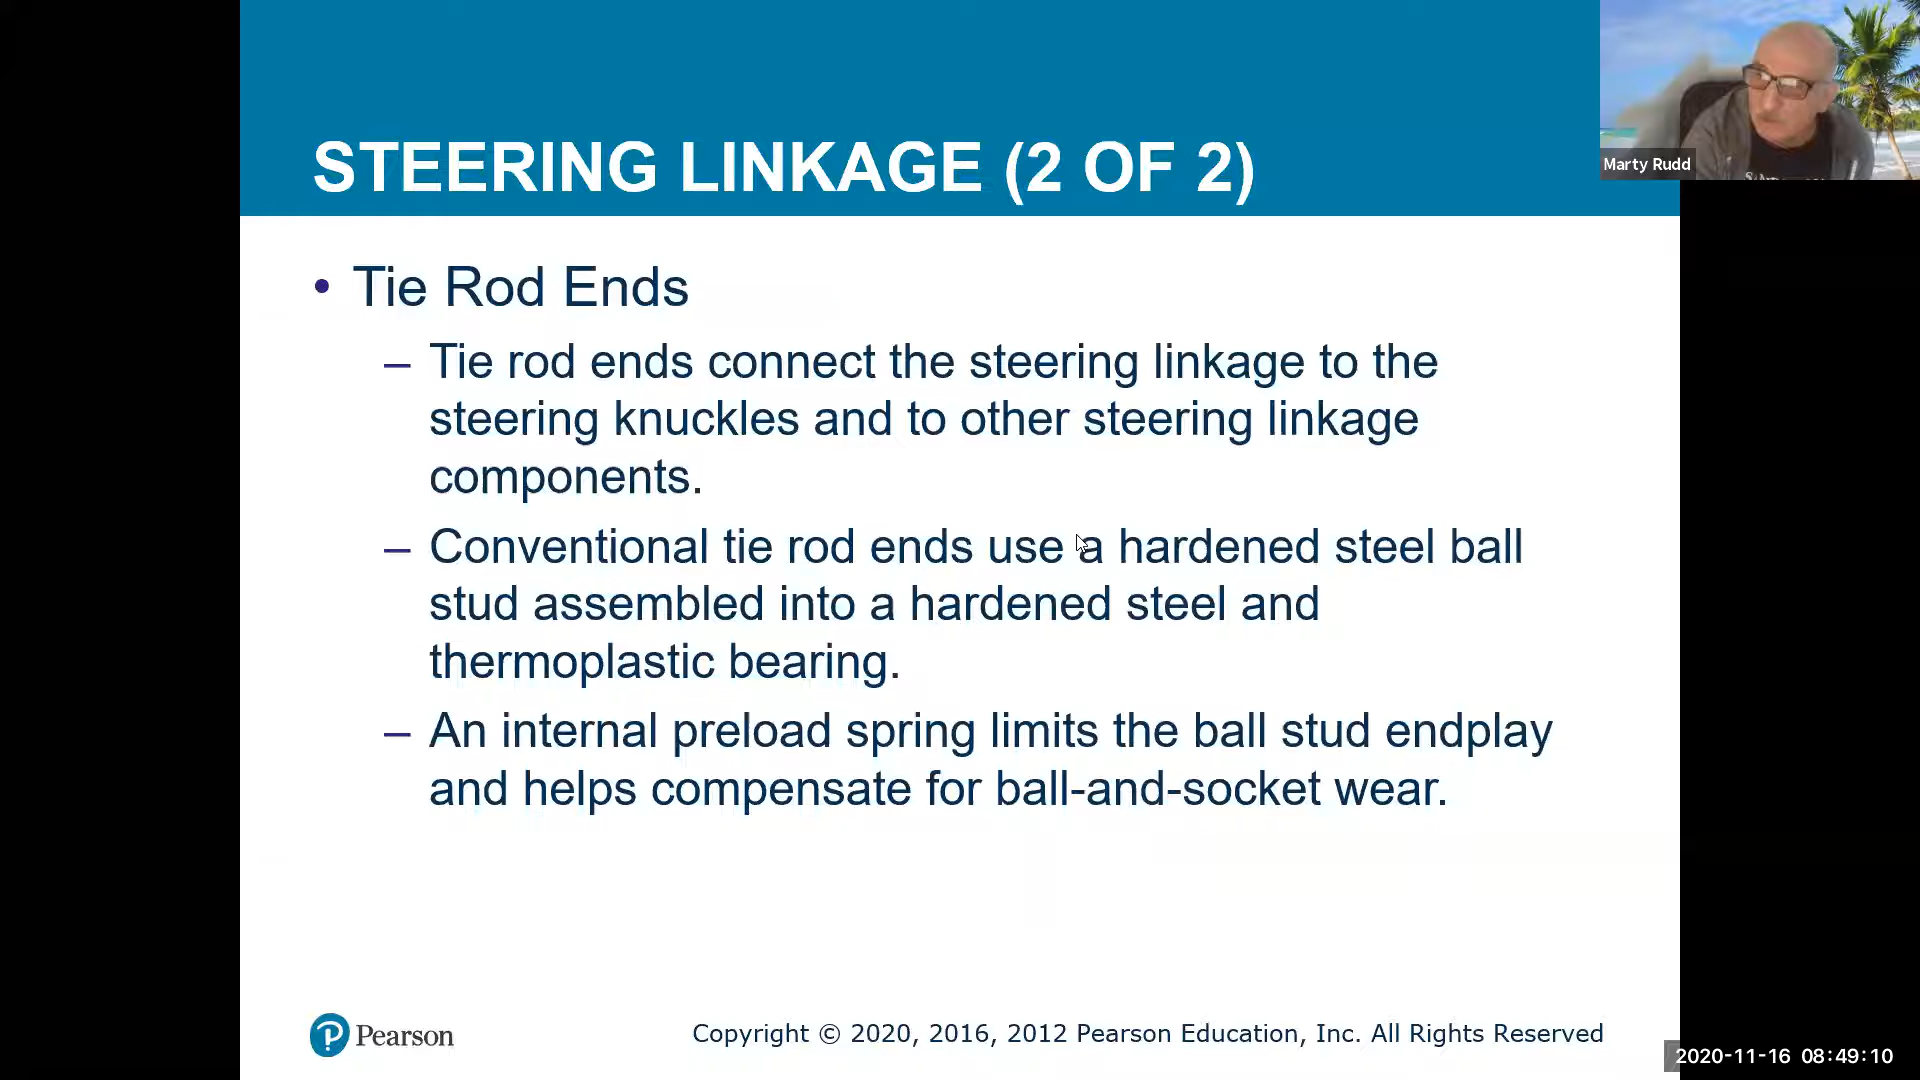 STEERING LINKAGE (2 OF 2)
Marty Rudd
• Tie Rod Ends
– Tie rod ends connect the steering linkage to the
steering knuckles and to other steering linkage
components.
– Conventional tie rod ends use a hardened steel ball
stud assembled into a hardened steel and
thermoplastic bearing.
– An internal preload spring limits the ball stud endplay
and helps compensate for ball-and-socket wear.
Pearson
Copyright © 2020, 2016, 2012 Pearson Education, Inc. All Rights Reserved
2020-11-16 08:49:10